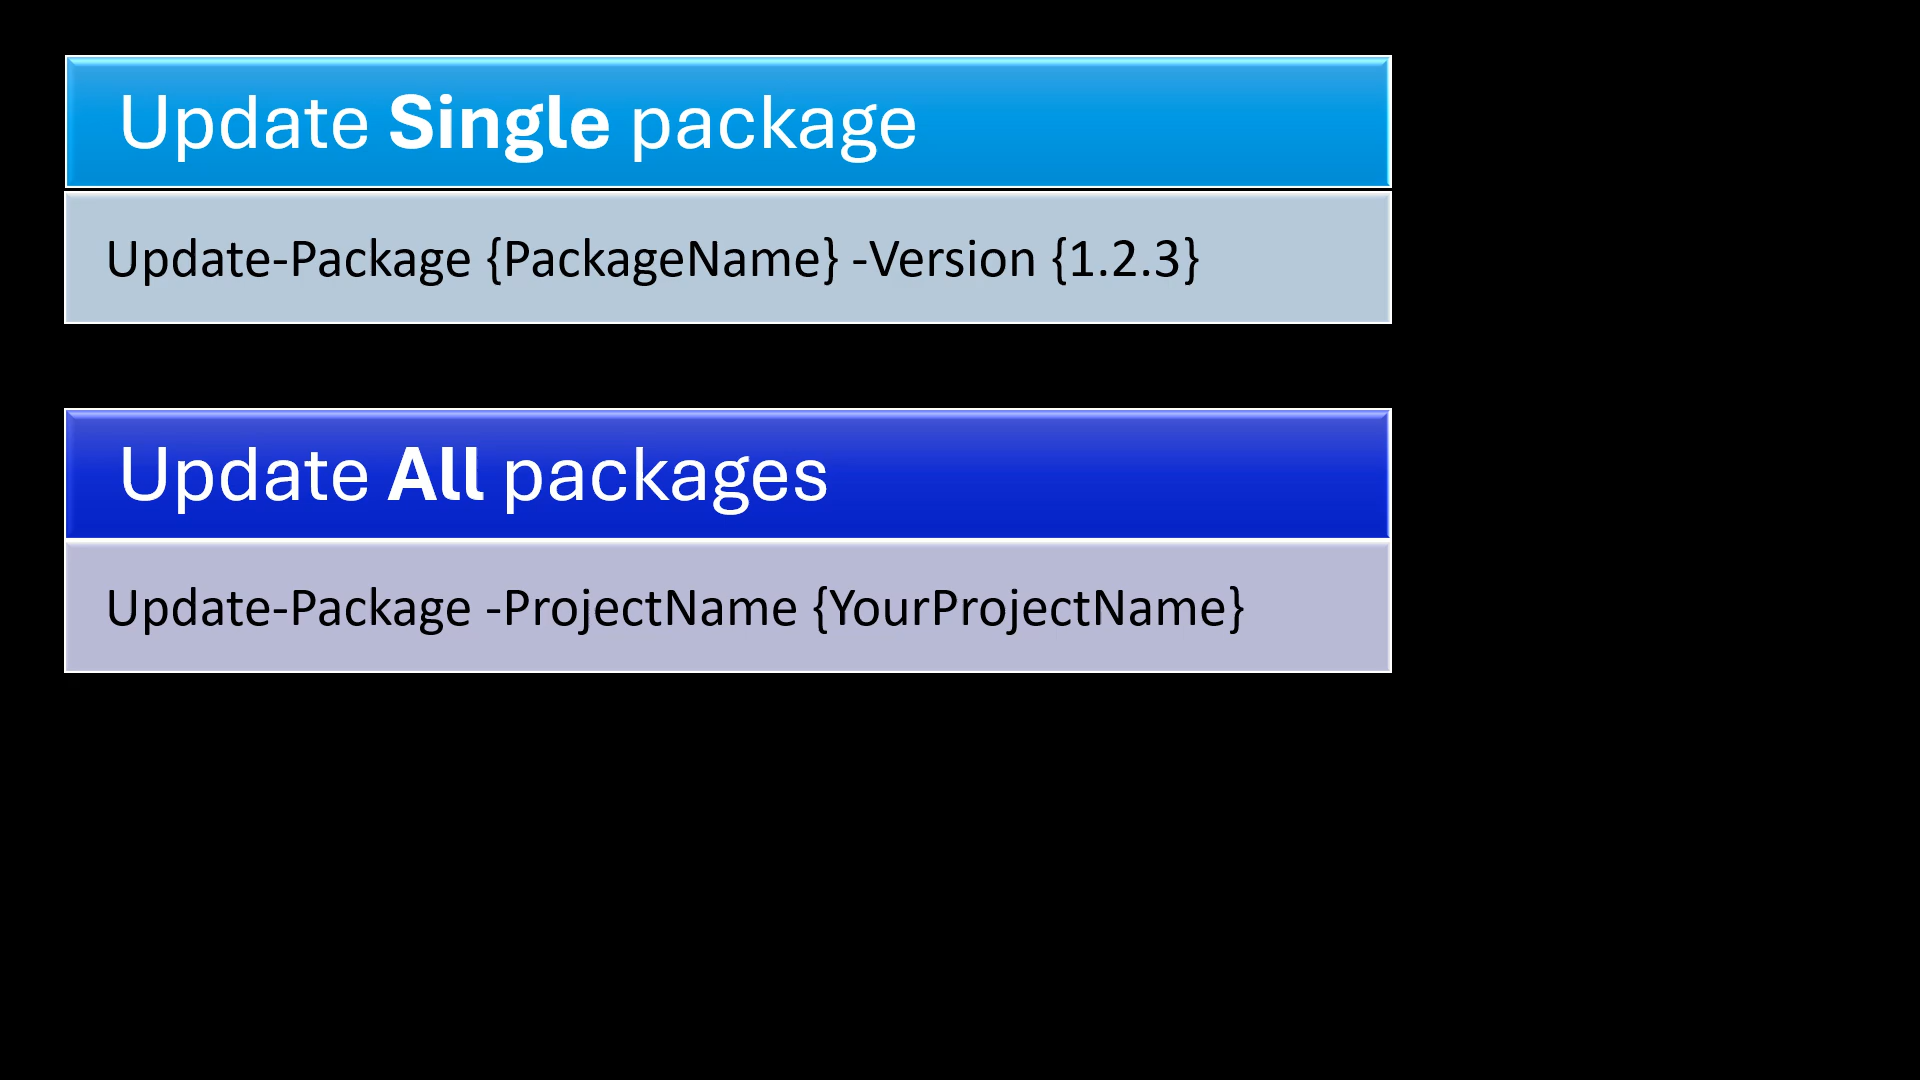 Update Single package
Update-Package {PackageName} -Version {1.2.3}
Update All packages
Update-Package -ProjectName {YourProjectName}